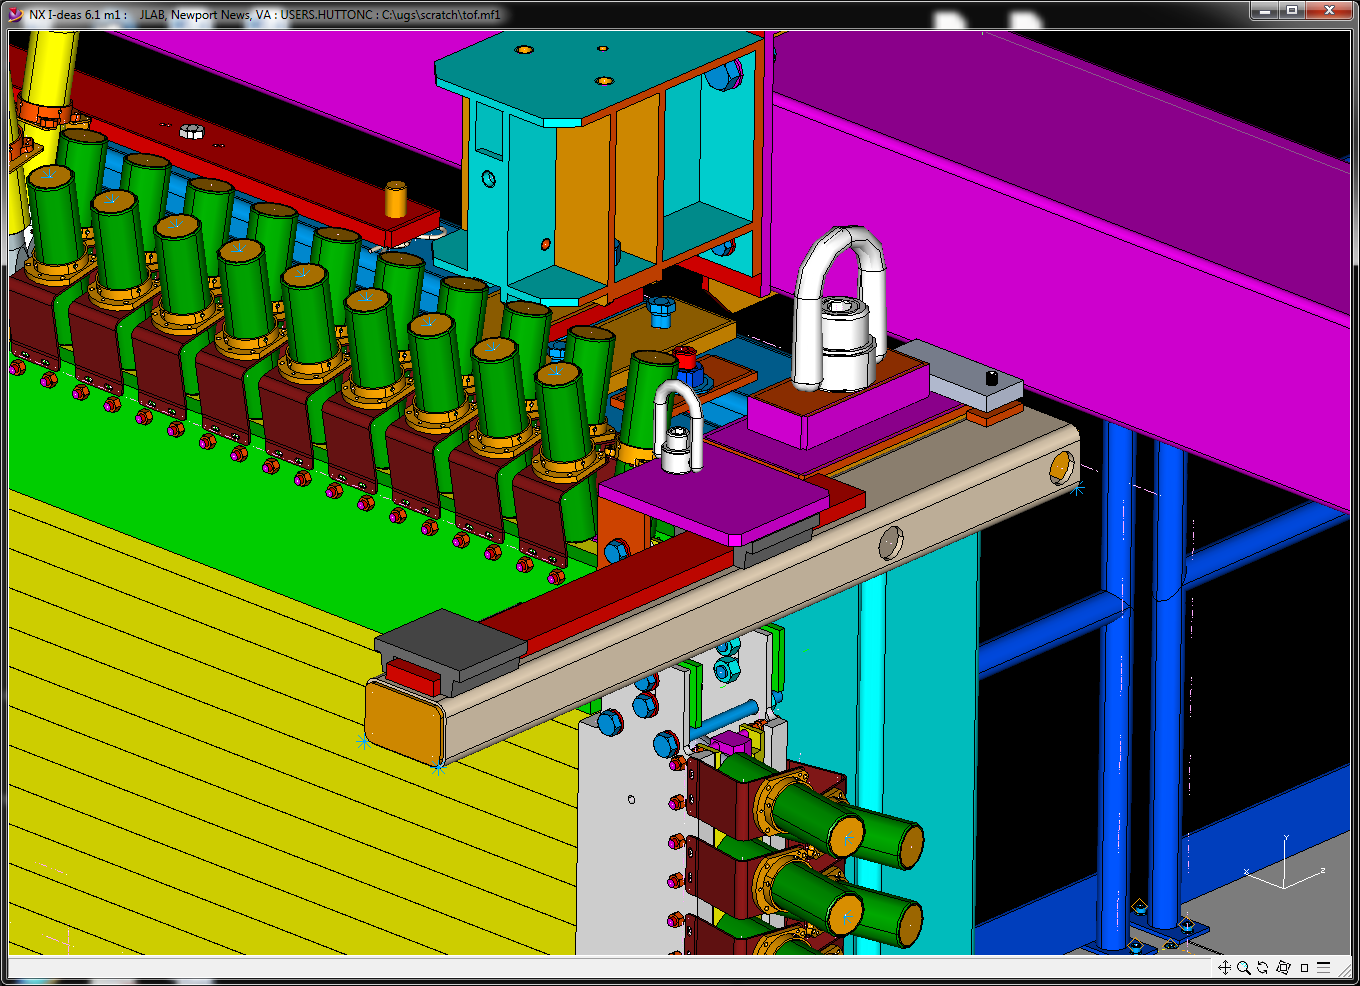 NX I-deas 6.1 m1 : JLAB, Newport News, VA : USERS.HUTTONC : C:\ugs\scratch\tof.mf1
Y
X
Z